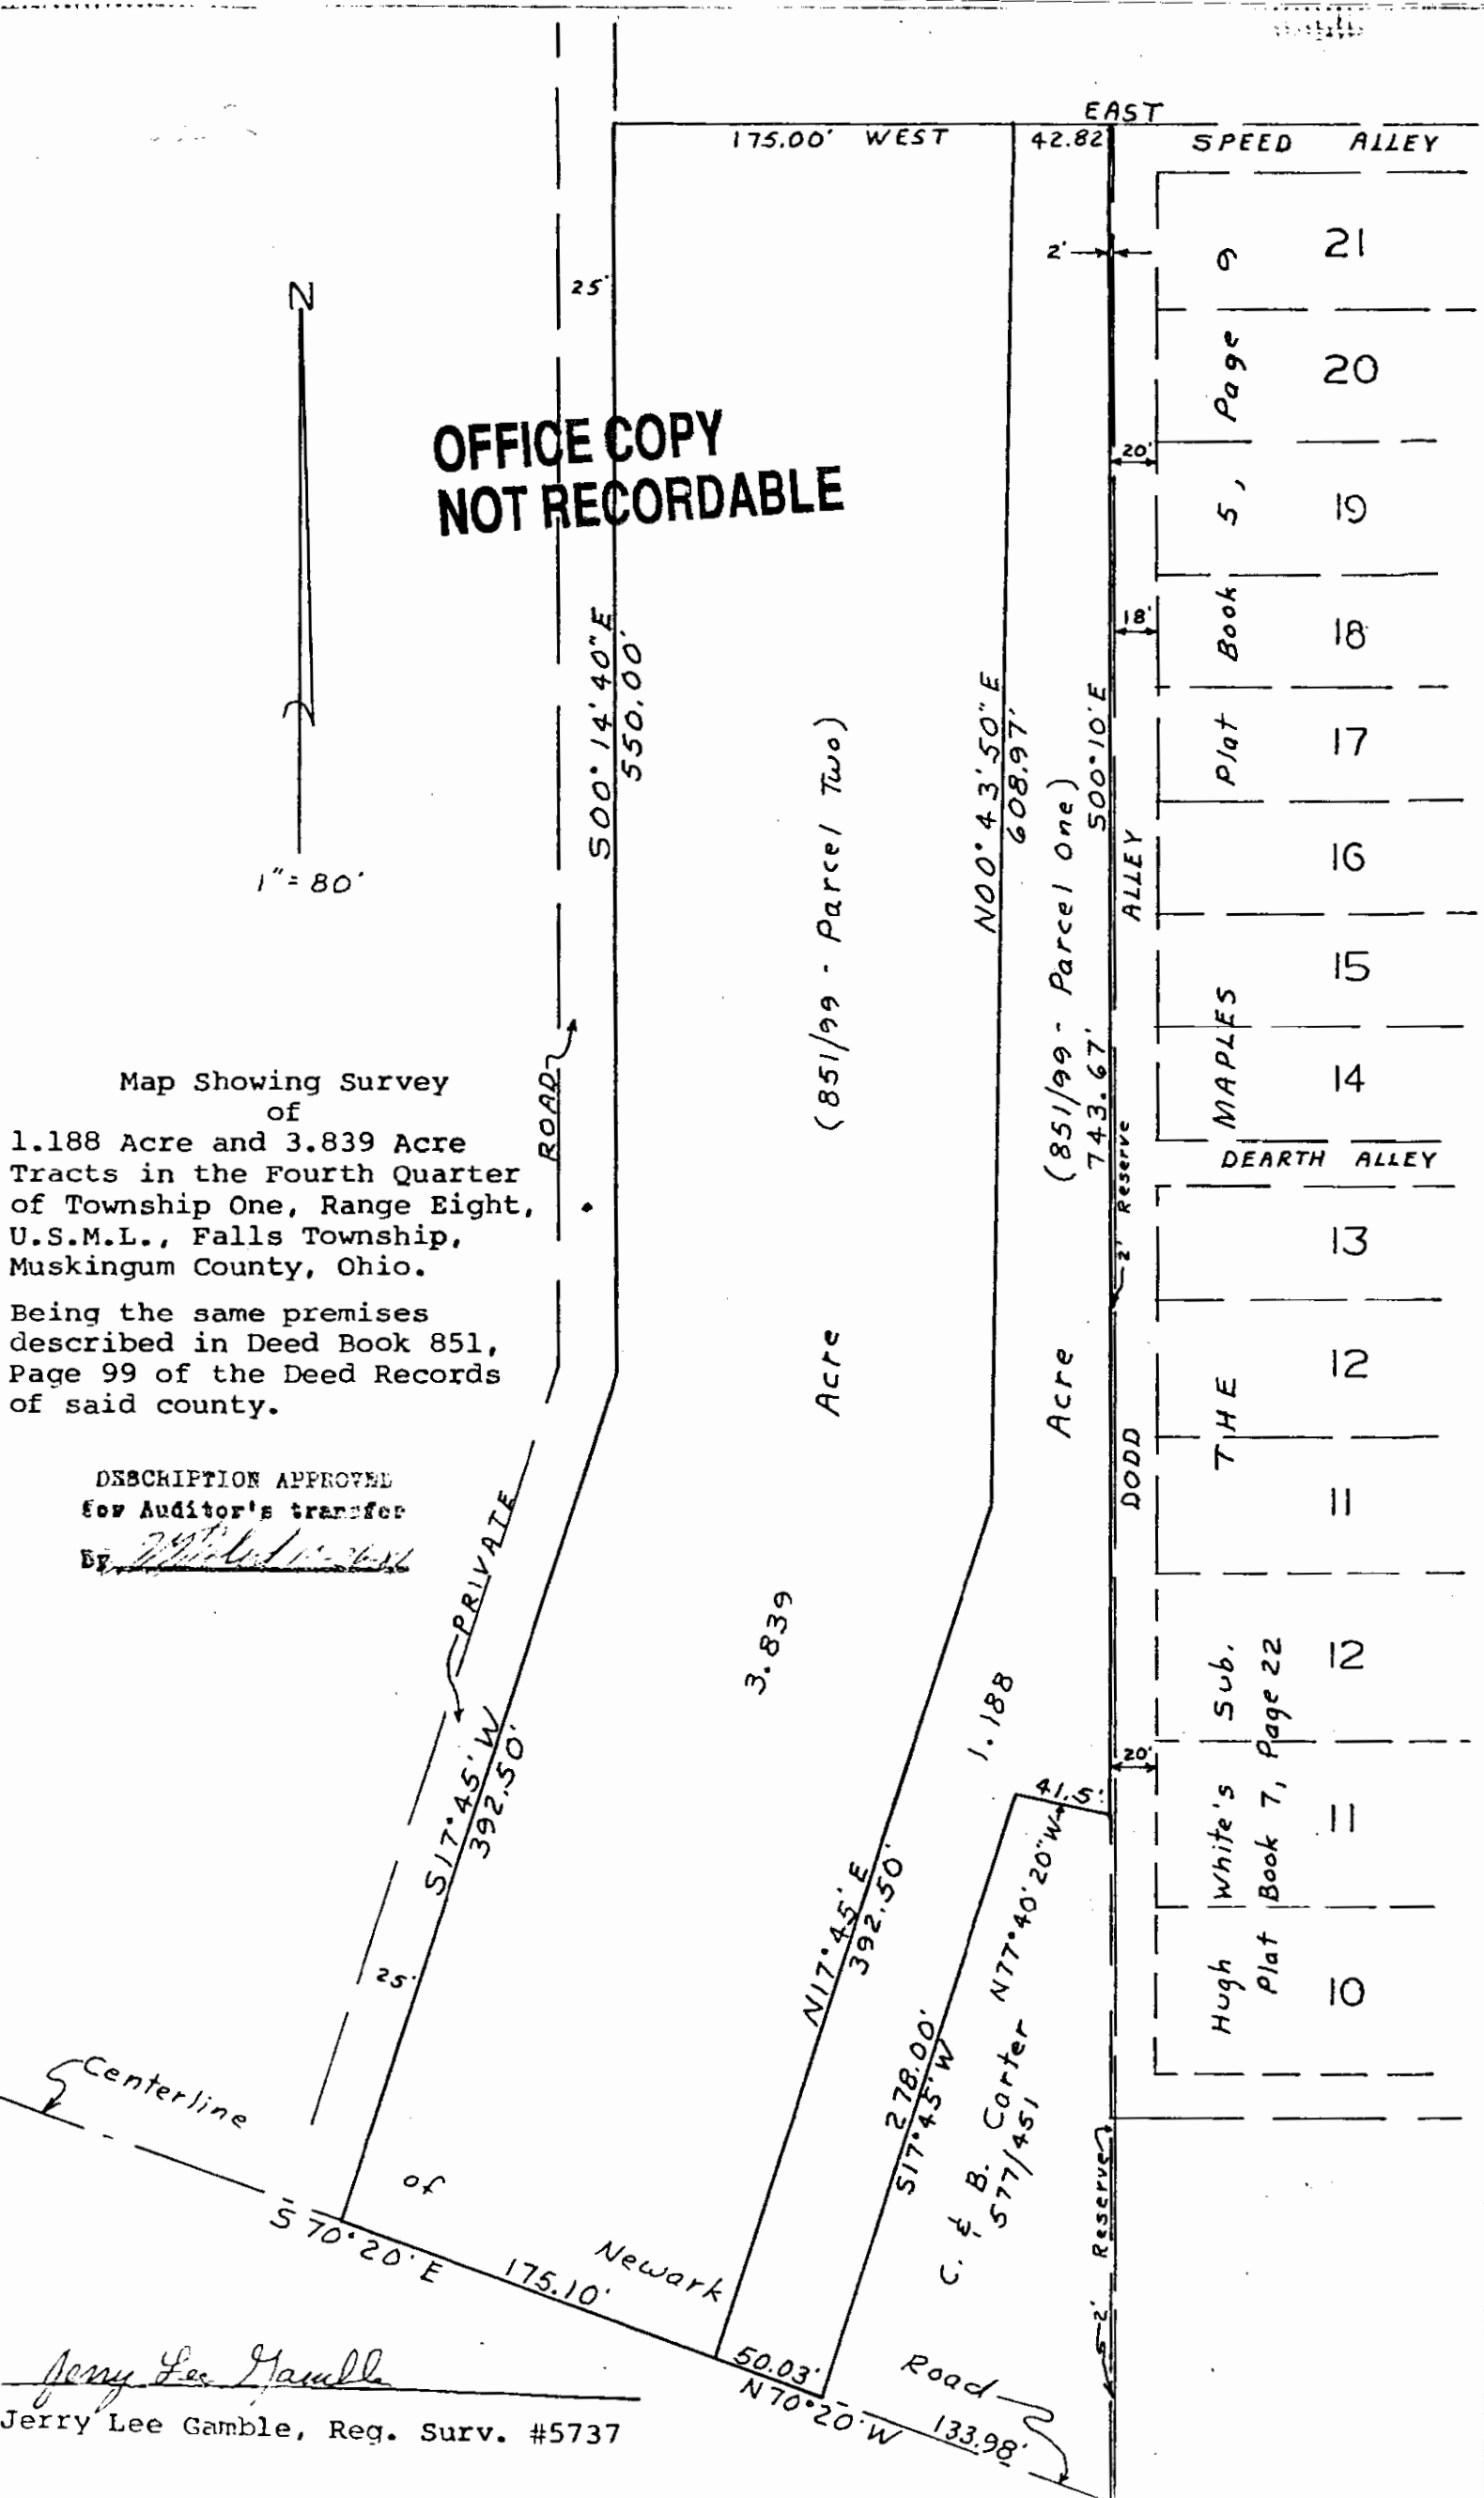 EAST
175.00' WEST
42.82
SPEED ALLEY
21
2'
25'
N
9
Page
5,
Book
Plat
20
OFFICE COPY
NOT RECORDABLE
20'
19
18'
18
S00°14'40"E
550.00'
N00°43'50"E
608.97'
S00°10'E
743.67'
17
(851/99 - Parcel Two)
(851/99 - Parcel One)
ALLEY
16
1"=80'
15
MAPLES
14
Map Showing Survey
of
1.188 Acre and 3.839 Acre
Tracts in the Fourth Quarter
of Township One, Range Eight,
U.S.M.L., Falls Township,
Muskingum County, Ohio.
Being the same premises
described in Deed Book 851,
Page 99 of the Deed Records
of said county.
ROAD
2' Reserve
DEARTH ALLEY
13
Acre
Acre
12
THE
DODD
11
DESCRIPTION APPROVED
for Auditor's transfer
By
PRIVATE
3.839
1.188
12
Hugh White's Sub.
Plat Book 7, Page 22
20'
41.5'
11
S17°45'W
392.50'
N17°45'E
392.50'
N77°40'20"W
25'
10
278.00'
S17°45'W
C. & B. Carter
577/451
Centerline
of
Newark
Road
2' Reserve
S 70°20'E
175.10'
50.03'
N70°20'W
133.98'
Jerry Lee Gamble
Jerry Lee Gamble, Reg. Surv. #5737